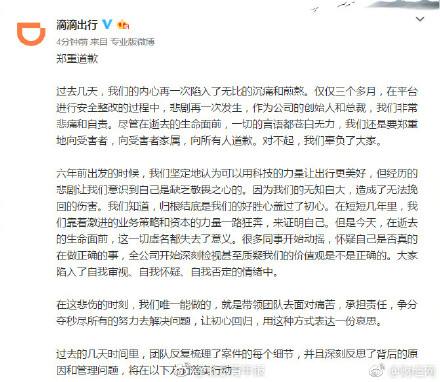 滴滴出行
4分钟前 来自 专业版微博
郑重道歉
过去几天，我们的内心再一次陷入了无比的沉痛和煎熬。仅仅三个多月，在平台
进行安全整改的过程中，悲剧再一次发生，作为公司的创始人和总裁，我们非常
悲痛和自责。尽管在逝去的生命面前，一切的言语都苍白无力，我们还是要郑重
地向受害者，向受害者家属，向所有人道歉。对不起，我们辜负了大家。
六年前出发的时候，我们坚定地认为可以用科技的力量让出行更美好，但经历的
悲剧让我们意识到自己是缺乏敬畏之心的。因为我们的无知自大，造成了无法挽
回的伤害。我们知道，归根结底是我们的好胜心盖过了初心。在短短几年里，我
们靠着激进的业务策略和资本的力量一路狂奔，来证明自己。但是今天，在逝去
的生命面前，这一切虚名都失去了意义。很多同事开始动摇，怀疑自己是否真的
在做正确的事，全公司开始深刻检视甚至质疑我们的价值观是不是正确的。大家
陷入了自我审视、自我怀疑、自我否定的情绪中。
在这悲伤的时刻，我们唯一能做的，就是带领团队去面对痛苦，承担责任，争分
夺秒尽所有的努力去解决问题，让初心回归，用这种方式表达一份哀思。
过去的几天时间里，团队反复梳理了案件的每个细节，并且深刻反思了背后的原
因和管理问题，将在以下方面落实行动：
@财经网